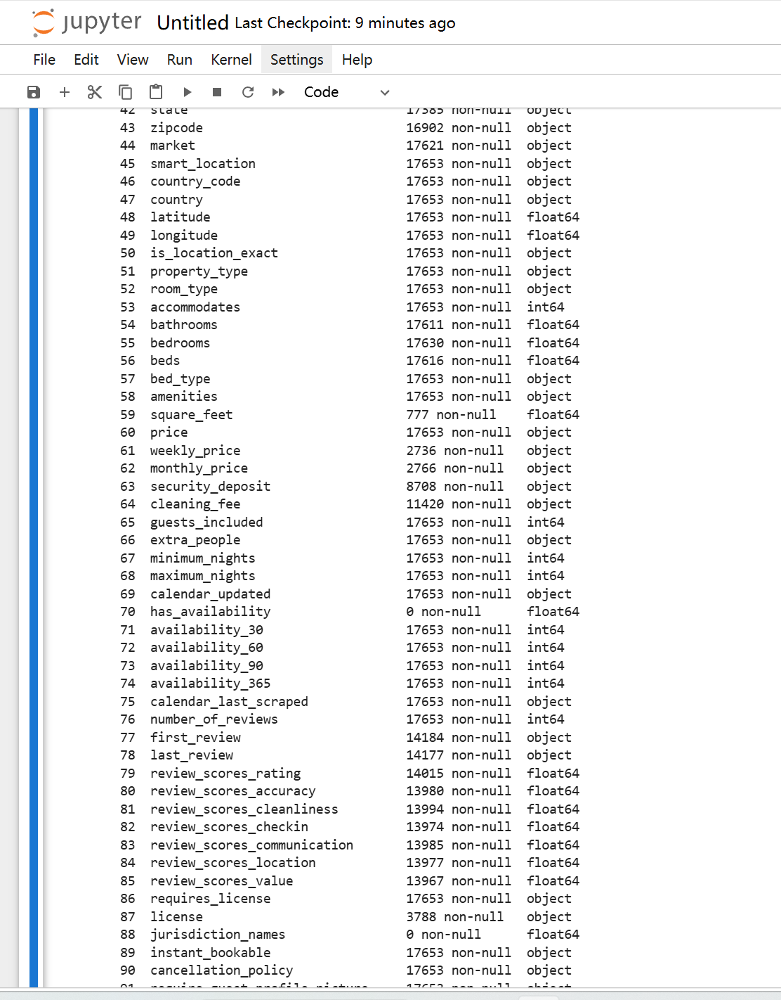 jupyter Untitled Last Checkpoint: 9 minutes ago
File Edit View Run Kernel Settings Help
Code
42 state 17385 non-null object
43 zipcode 16902 non-null object
44 market 17621 non-null object
45 smart_location 17653 non-null object
46 country_code 17653 non-null object
47 country 17653 non-null object
48 latitude 17653 non-null float64
49 longitude 17653 non-null float64
50 is_location_exact 17653 non-null object
51 property_type 17653 non-null object
52 room_type 17653 non-null object
53 accommodates 17653 non-null int64
54 bathrooms 17611 non-null float64
55 bedrooms 17630 non-null float64
56 beds 17616 non-null float64
57 bed_type 17653 non-null object
58 amenities 17653 non-null object
59 square_feet 777 non-null float64
60 price 17653 non-null object
61 weekly_price 2736 non-null object
62 monthly_price 2766 non-null object
63 security_deposit 8708 non-null object
64 cleaning_fee 11420 non-null object
65 guests_included 17653 non-null int64
66 extra_people 17653 non-null object
67 minimum_nights 17653 non-null int64
68 maximum_nights 17653 non-null int64
69 calendar_updated 17653 non-null object
70 has_availability 0 non-null float64
71 availability_30 17653 non-null int64
72 availability_60 17653 non-null int64
73 availability_90 17653 non-null int64
74 availability_365 17653 non-null int64
75 calendar_last_scraped 17653 non-null object
76 number_of_reviews 17653 non-null int64
77 first_review 14184 non-null object
78 last_review 14177 non-null object
79 review_scores_rating 14015 non-null float64
80 review_scores_accuracy 13980 non-null float64
81 review_scores_cleanliness 13994 non-null float64
82 review_scores_checkin 13974 non-null float64
83 review_scores_communication 13985 non-null float64
84 review_scores_location 13977 non-null float64
85 review_scores_value 13967 non-null float64
86 requires_license 17653 non-null object
87 license 3788 non-null object
88 jurisdiction_names 0 non-null float64
89 instant_bookable 17653 non-null object
90 cancellation_policy 17653 non-null object
91 require_guest_profile_picture 17653 non-null object